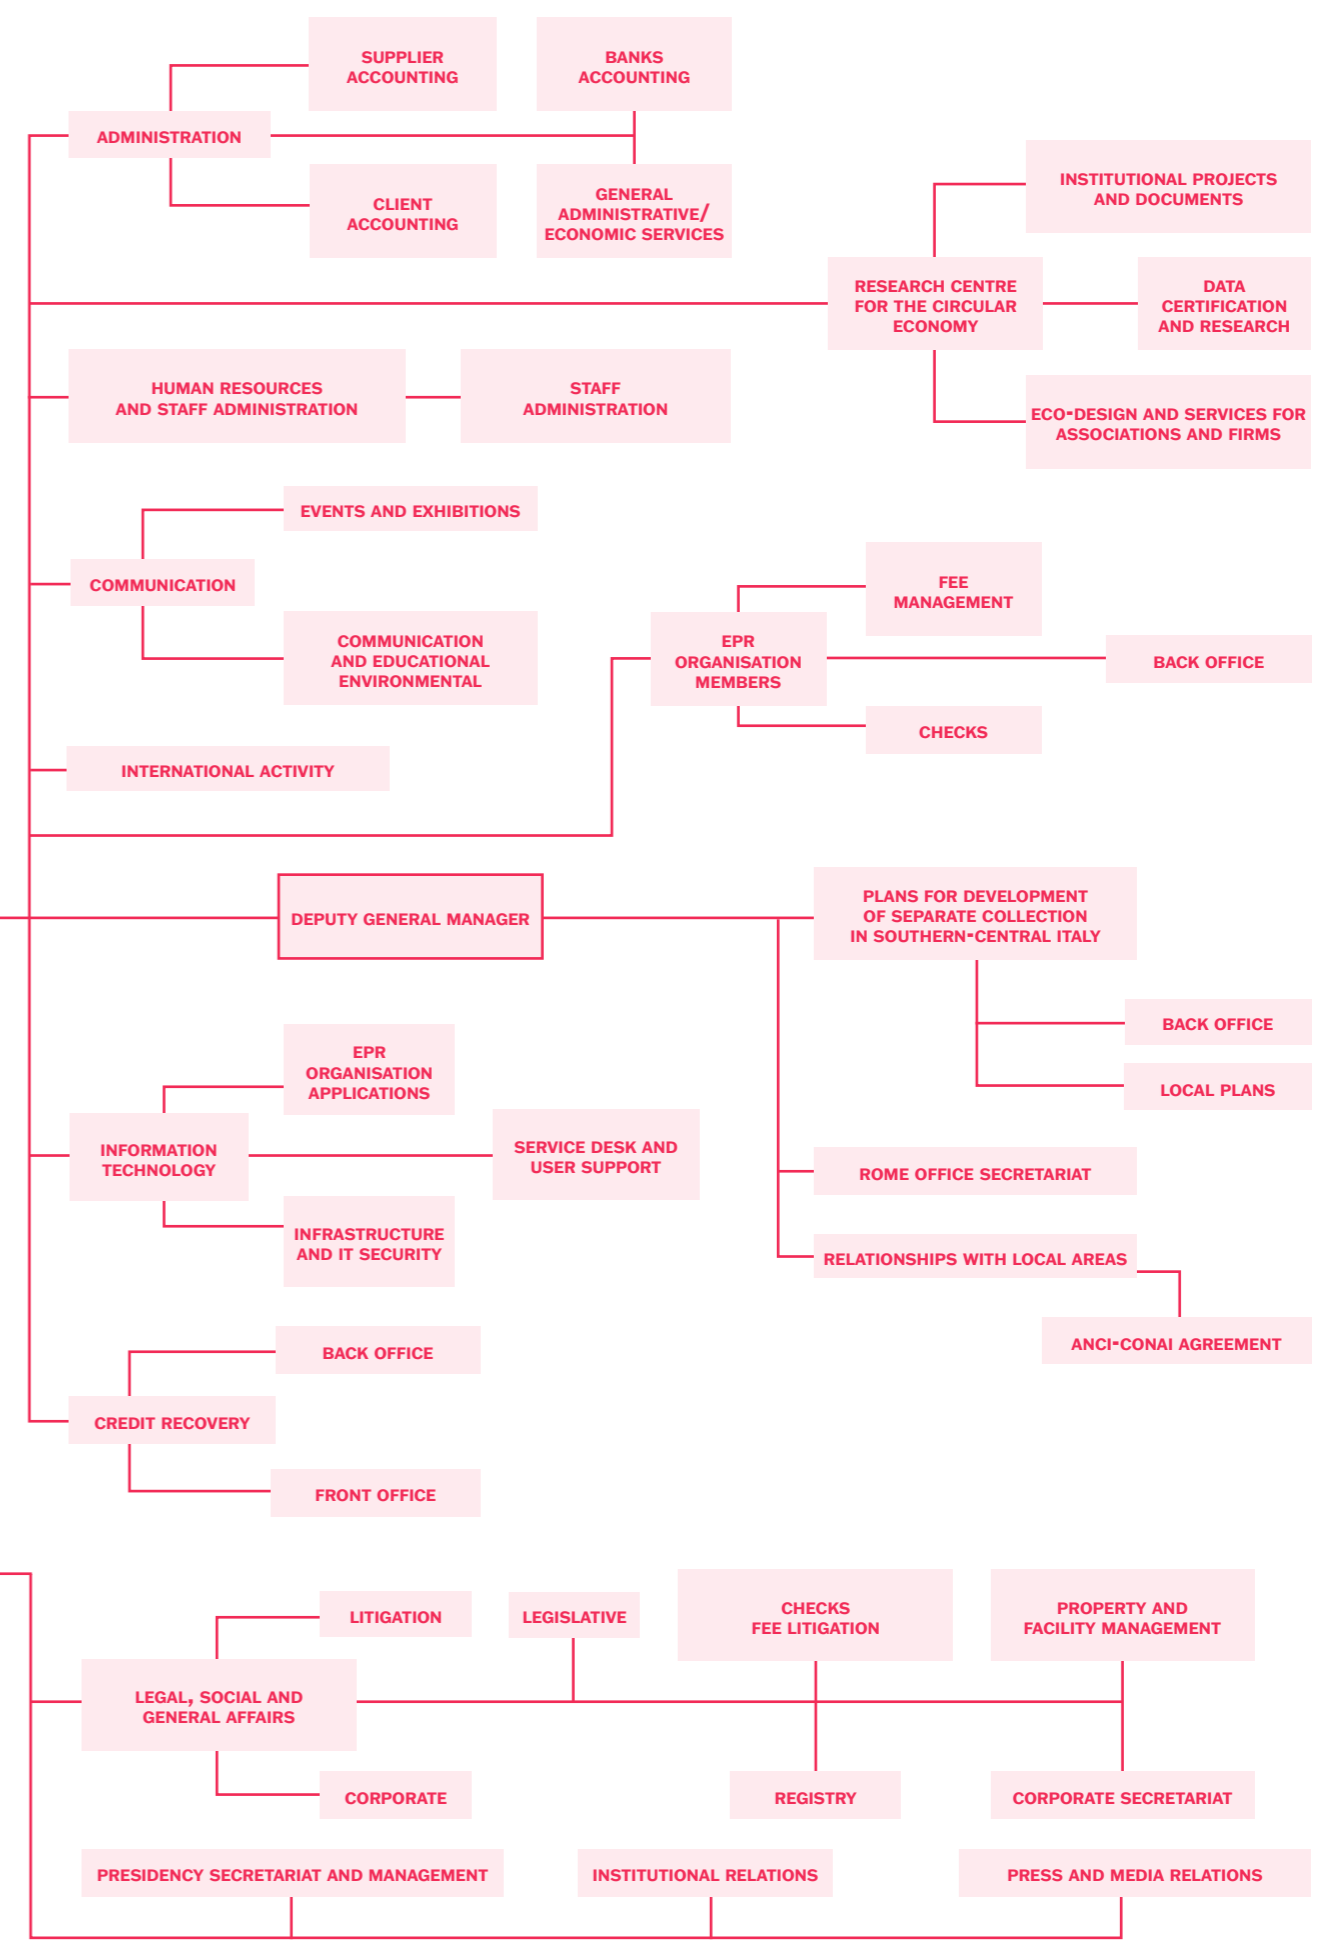 SUPPLIER
ACCOUNTING
BANKS
ACCOUNTING
ADMINISTRATION
CLIENT
ACCOUNTING
GENERAL
ADMINISTRATIVE/
ECONOMIC SERVICES
INSTITUTIONAL PROJECTS
AND DOCUMENTS
RESEARCH CENTRE
FOR THE CIRCULAR
ECONOMY
DATA
CERTIFICATION
AND RESEARCH
ECO-DESIGN AND SERVICES FOR
ASSOCIATIONS AND FIRMS
HUMAN RESOURCES
AND STAFF ADMINISTRATION
STAFF
ADMINISTRATION
EVENTS AND EXHIBITIONS
COMMUNICATION
COMMUNICATION
AND EDUCATIONAL
ENVIRONMENTAL
FEE
MANAGEMENT
EPR
ORGANISATION
MEMBERS
BACK OFFICE
CHECKS
INTERNATIONAL ACTIVITY
DEPUTY GENERAL MANAGER
PLANS FOR DEVELOPMENT
OF SEPARATE COLLECTION
IN SOUTHERN-CENTRAL ITALY
BACK OFFICE
LOCAL PLANS
EPR
ORGANISATION
APPLICATIONS
INFORMATION
TECHNOLOGY
SERVICE DESK AND
USER SUPPORT
INFRASTRUCTURE
AND IT SECURITY
ROME OFFICE SECRETARIAT
RELATIONSHIPS WITH LOCAL AREAS
ANCI-CONAI AGREEMENT
BACK OFFICE
CREDIT RECOVERY
FRONT OFFICE
LITIGATION
LEGISLATIVE
CHECKS
FEE LITIGATION
PROPERTY AND
FACILITY MANAGEMENT
LEGAL, SOCIAL AND
GENERAL AFFAIRS
CORPORATE
REGISTRY
CORPORATE SECRETARIAT
PRESIDENCY SECRETARIAT AND MANAGEMENT
INSTITUTIONAL RELATIONS
PRESS AND MEDIA RELATIONS